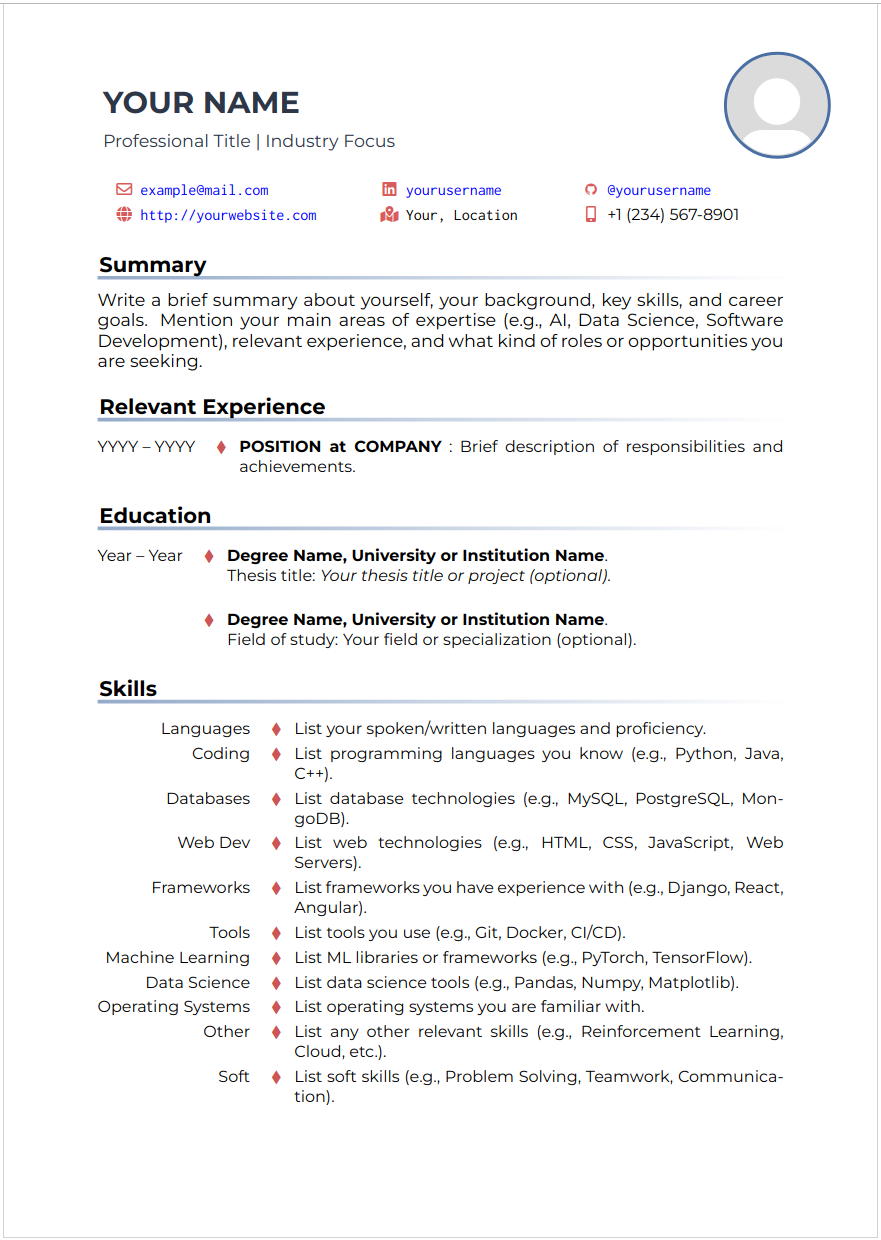 YOUR NAME
Professional Title | Industry Focus
example@mail.com yourusername @yourusername
http://yourwebsite.com Your, Location +1 (234) 567-8901
Summary
Write a brief summary about yourself, your background, key skills, and career
goals. Mention your main areas of expertise (e.g., AI, Data Science, Software
Development), relevant experience, and what kind of roles or opportunities you
are seeking.
Relevant Experience
YYYY – YYYY POSITION at COMPANY : Brief description of responsibilities and
achievements.
Education
Year – Year Degree Name, University or Institution Name.
Thesis title: Your thesis title or project (optional).
Degree Name, University or Institution Name.
Field of study: Your field or specialization (optional).
Skills
Languages List your spoken/written languages and proficiency.
Coding List programming languages you know (e.g., Python, Java,
C++).
Databases List database technologies (e.g., MySQL, PostgreSQL, Mon-
goDB).
Web Dev List web technologies (e.g., HTML, CSS, JavaScript, Web
Servers).
Frameworks List frameworks you have experience with (e.g., Django, React,
Angular).
Tools List tools you use (e.g., Git, Docker, CI/CD).
Machine Learning List ML libraries or frameworks (e.g., PyTorch, TensorFlow).
Data Science List data science tools (e.g., Pandas, Numpy, Matplotlib).
Operating Systems List operating systems you are familiar with.
Other List any other relevant skills (e.g., Reinforcement Learning,
Cloud, etc.).
Soft List soft skills (e.g., Problem Solving, Teamwork, Communica-
tion).